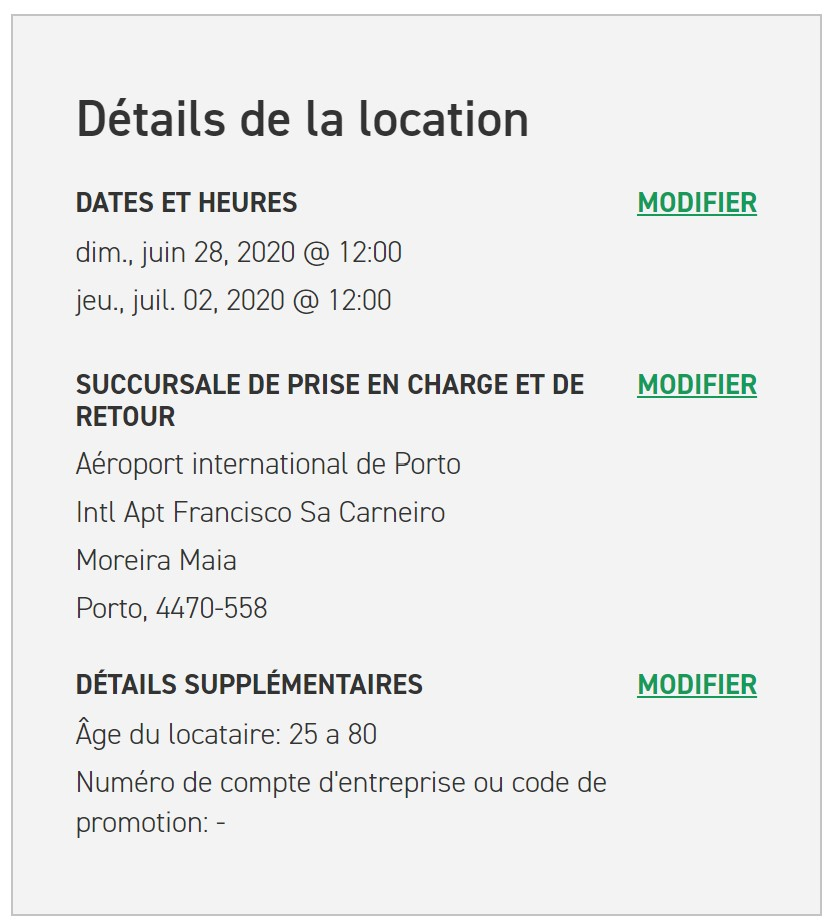 Détails de la location
DATES ET HEURES MODIFIER
dim., juin 28, 2020 @ 12:00
jeu., juil. 02, 2020 @ 12:00
SUCCURSALE DE PRISE EN CHARGE ET DE MODIFIER
RETOUR
Aéroport international de Porto
Intl Apt Francisco Sa Carneiro
Moreira Maia
Porto, 4470-558
DÉTAILS SUPPLÉMENTAIRES MODIFIER
Âge du locataire: 25 a 80
Numéro de compte d'entreprise ou code de
promotion: -